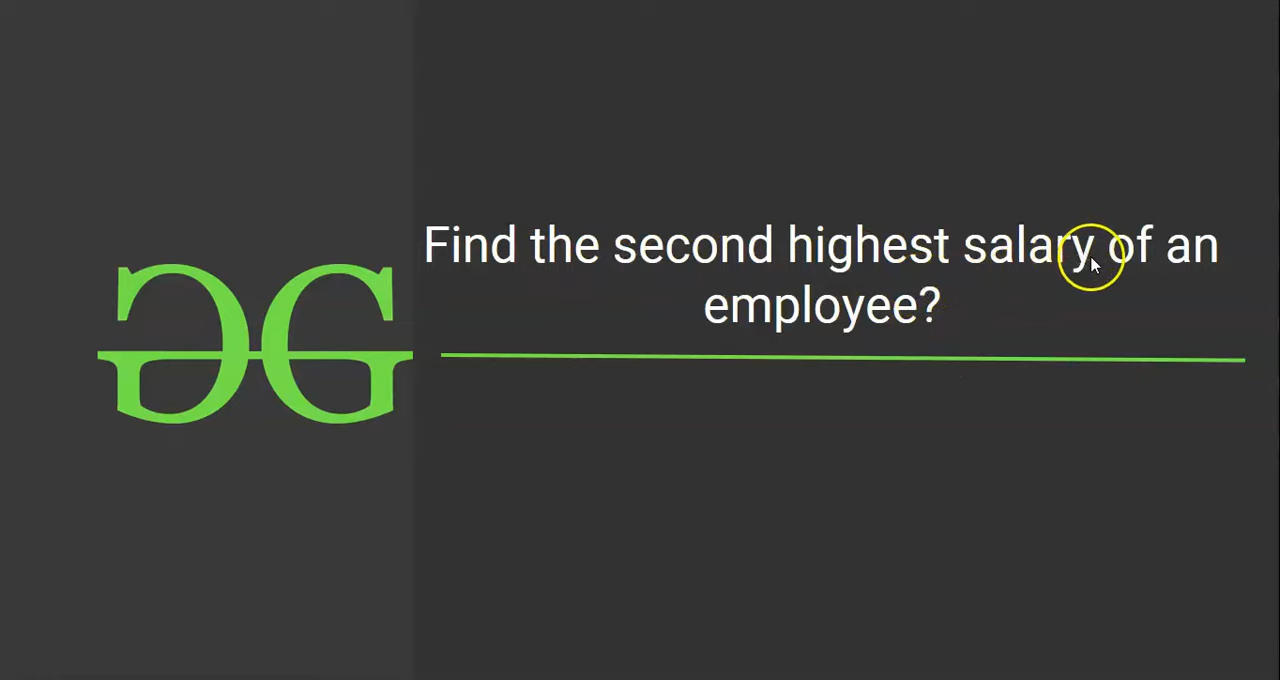 Find the second highest salary of an
employee?